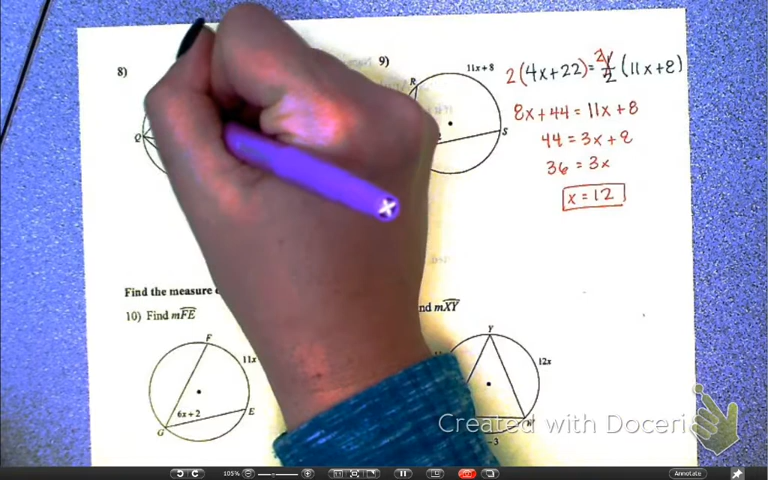 8)
9)
R
11x + 8
S
Q
2(4x+22)=2 1/2 (11x+8)
8x+44 = 11x+8
44 = 3x+8
36 = 3x
x = 12
Find the measure
10) Find mFE
nd mXY
F
11x
6x + 2
E
G
Y
12x
-3
Created with Doceri
105%
Annotate